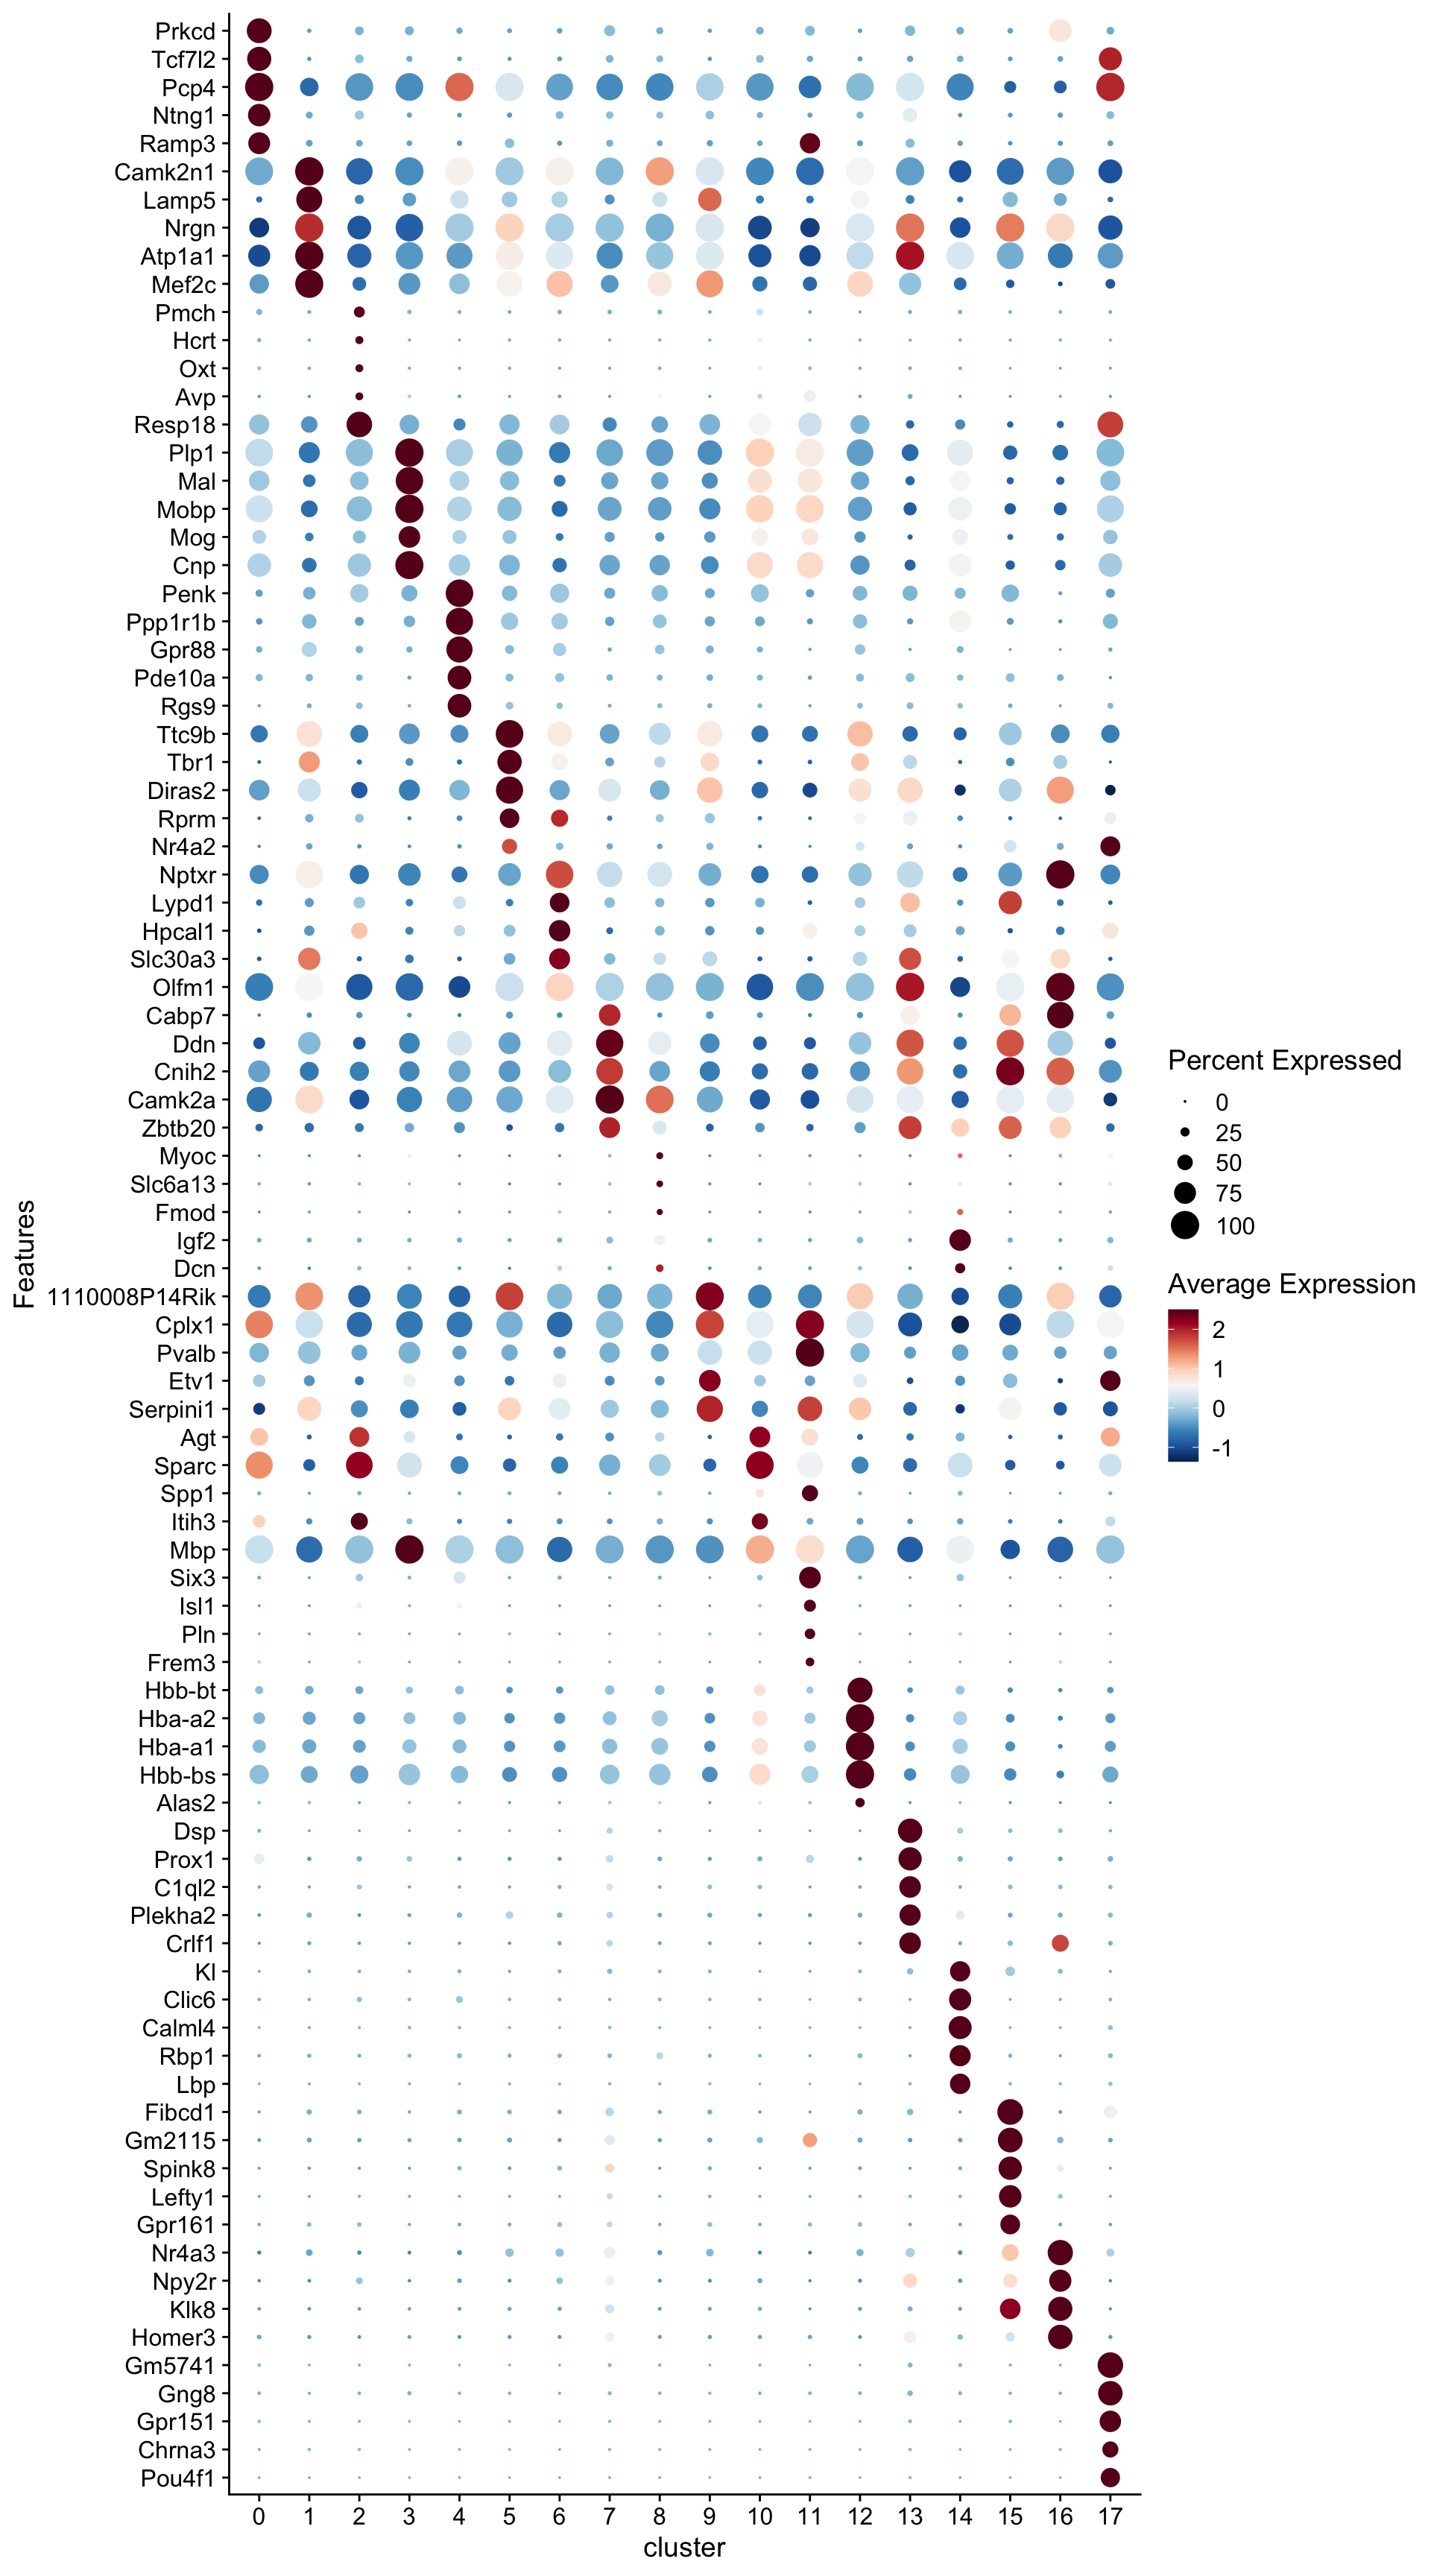 Prkcd
Tcf7l2
Pcp4
Ntng1
Ramp3
Camk2n1
Lamp5
Nrgn
Atp1a1
Mef2c
Pmch
Hcrt
Oxt
Avp
Resp18
Plp1
Mal
Mobp
Mog
Cnp
Penk
Ppp1r1b
Gpr88
Pde10a
Rgs9
Ttc9b
Tbr1
Diras2
Rprm
Nr4a2
Nptxr
Lypd1
Hpcal1
Slc30a3
Olfm1
Cabp7
Ddn
Cnih2
Camk2a
Zbtb20
Myoc
Slc6a13
Fmod
Igf2
Dcn
1110008P14Rik
Cplx1
Pvalb
Etv1
Serpini1
Agt
Sparc
Spp1
Itih3
Mbp
Six3
Isl1
Pln
Frem3
Hbb-bt
Hba-a2
Hba-a1
Hbb-bs
Alas2
Dsp
Prox1
C1ql2
Plekha2
Crlf1
Kl
Clic6
Calml4
Rbp1
Lbp
Fibcd1
Gm2115
Spink8
Lefty1
Gpr161
Nr4a3
Npy2r
Klk8
Homer3
Gm5741
Gng8
Gpr151
Chrna3
Pou4f1
Features
0 1 2 3 4 5 6 7 8 9 10 11 12 13 14 15 16 17
cluster
Percent Expressed
0
25
50
75
100
Average Expression
2
1
0
-1